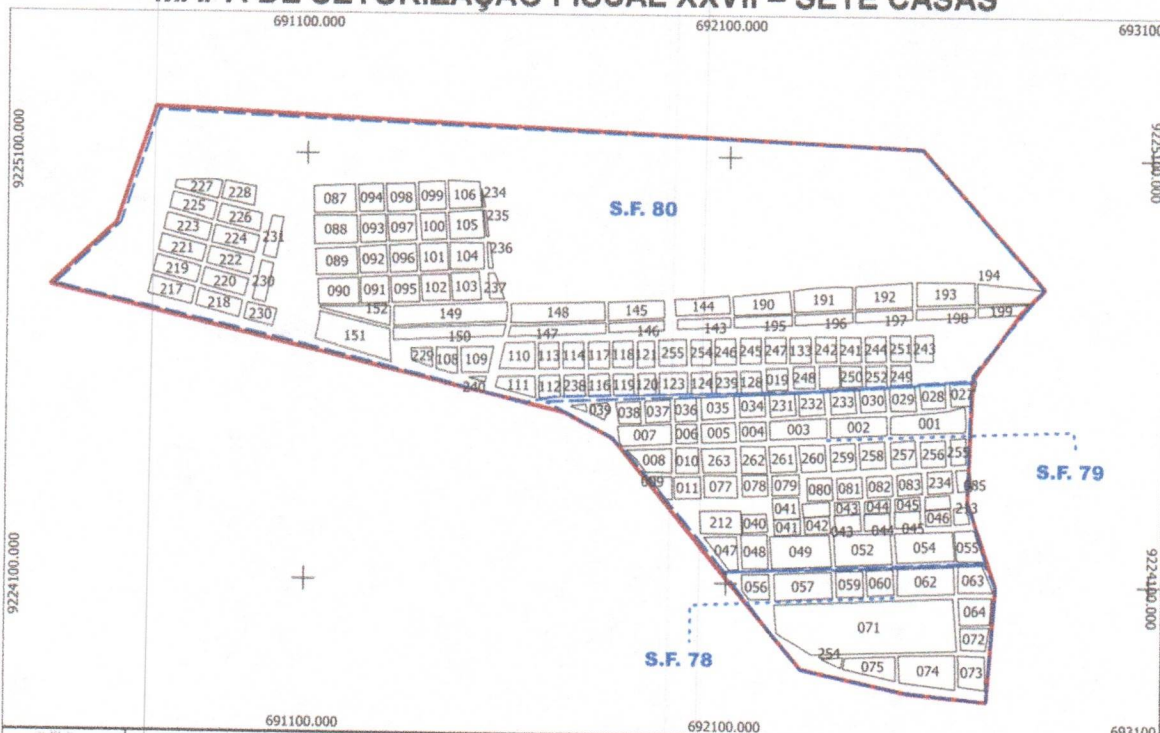 MAPA DE SETORIZAÇÃO FISCAL XXVII – SETE CASAS
691100.000 692100.000 693100
9225100.000
9225100.000
S.F. 80
227 228
225 226
223 224 231
221 222
219 220 230
217 218 230
087 094 098 099 106 234
088 093 097 100 105 235
089 092 096 101 104 236
090 091 095 102 103 237
194
152 149 148 145 144 190 191 192 193
151 150 147 146 143 195 196 197 198 199
229 108 109 110 113 114 117 118 121 255 254 246 245 247 133 242 241 244 251 243
240 111 112 238 116 119 120 123 124 239 128 019 248 250 252 249
039 038 037 036 035 034 231 232 233 030 029 028 027
007 006 005 004 003 002 001
008 010 263 262 261 260 259 258 257 256 255
S.F. 79
009 011 077 078 079 080 081 082 083 234 085
041 043 044 045 213
212 040 041 042 043 044 045 046
047 048 049 052 054 055
9224100.000
9224100.000
056 057 059 060 062 063
071 064
072
S.F. 78
254 075 074 073
691100.000 692100.000 693100